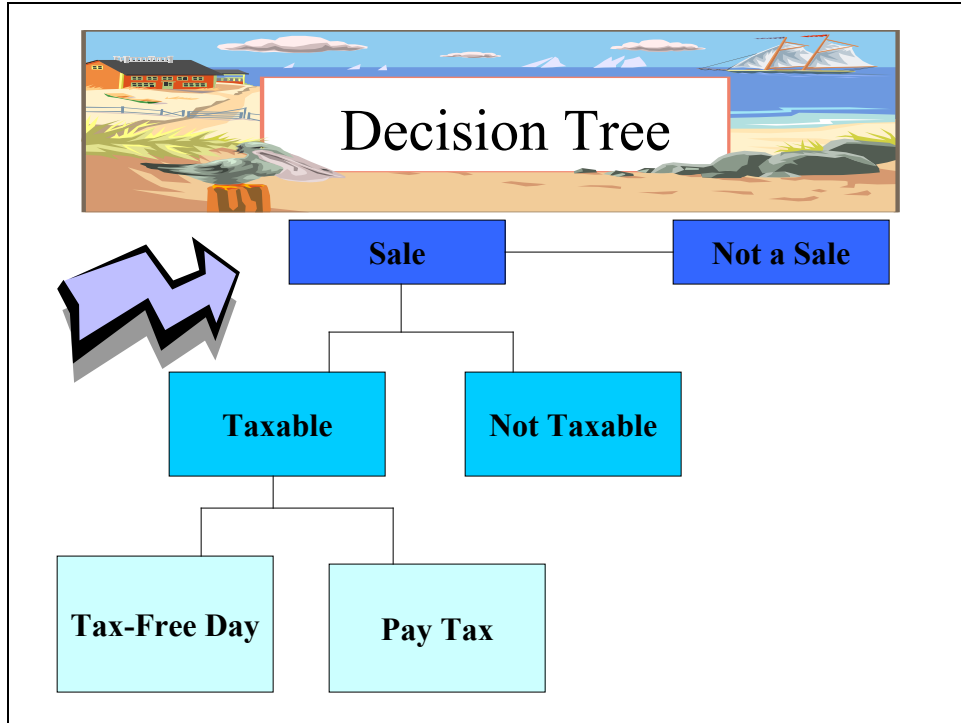 Decision Tree
Sale
Not a Sale
Taxable
Not Taxable
Tax-Free Day
Pay Tax